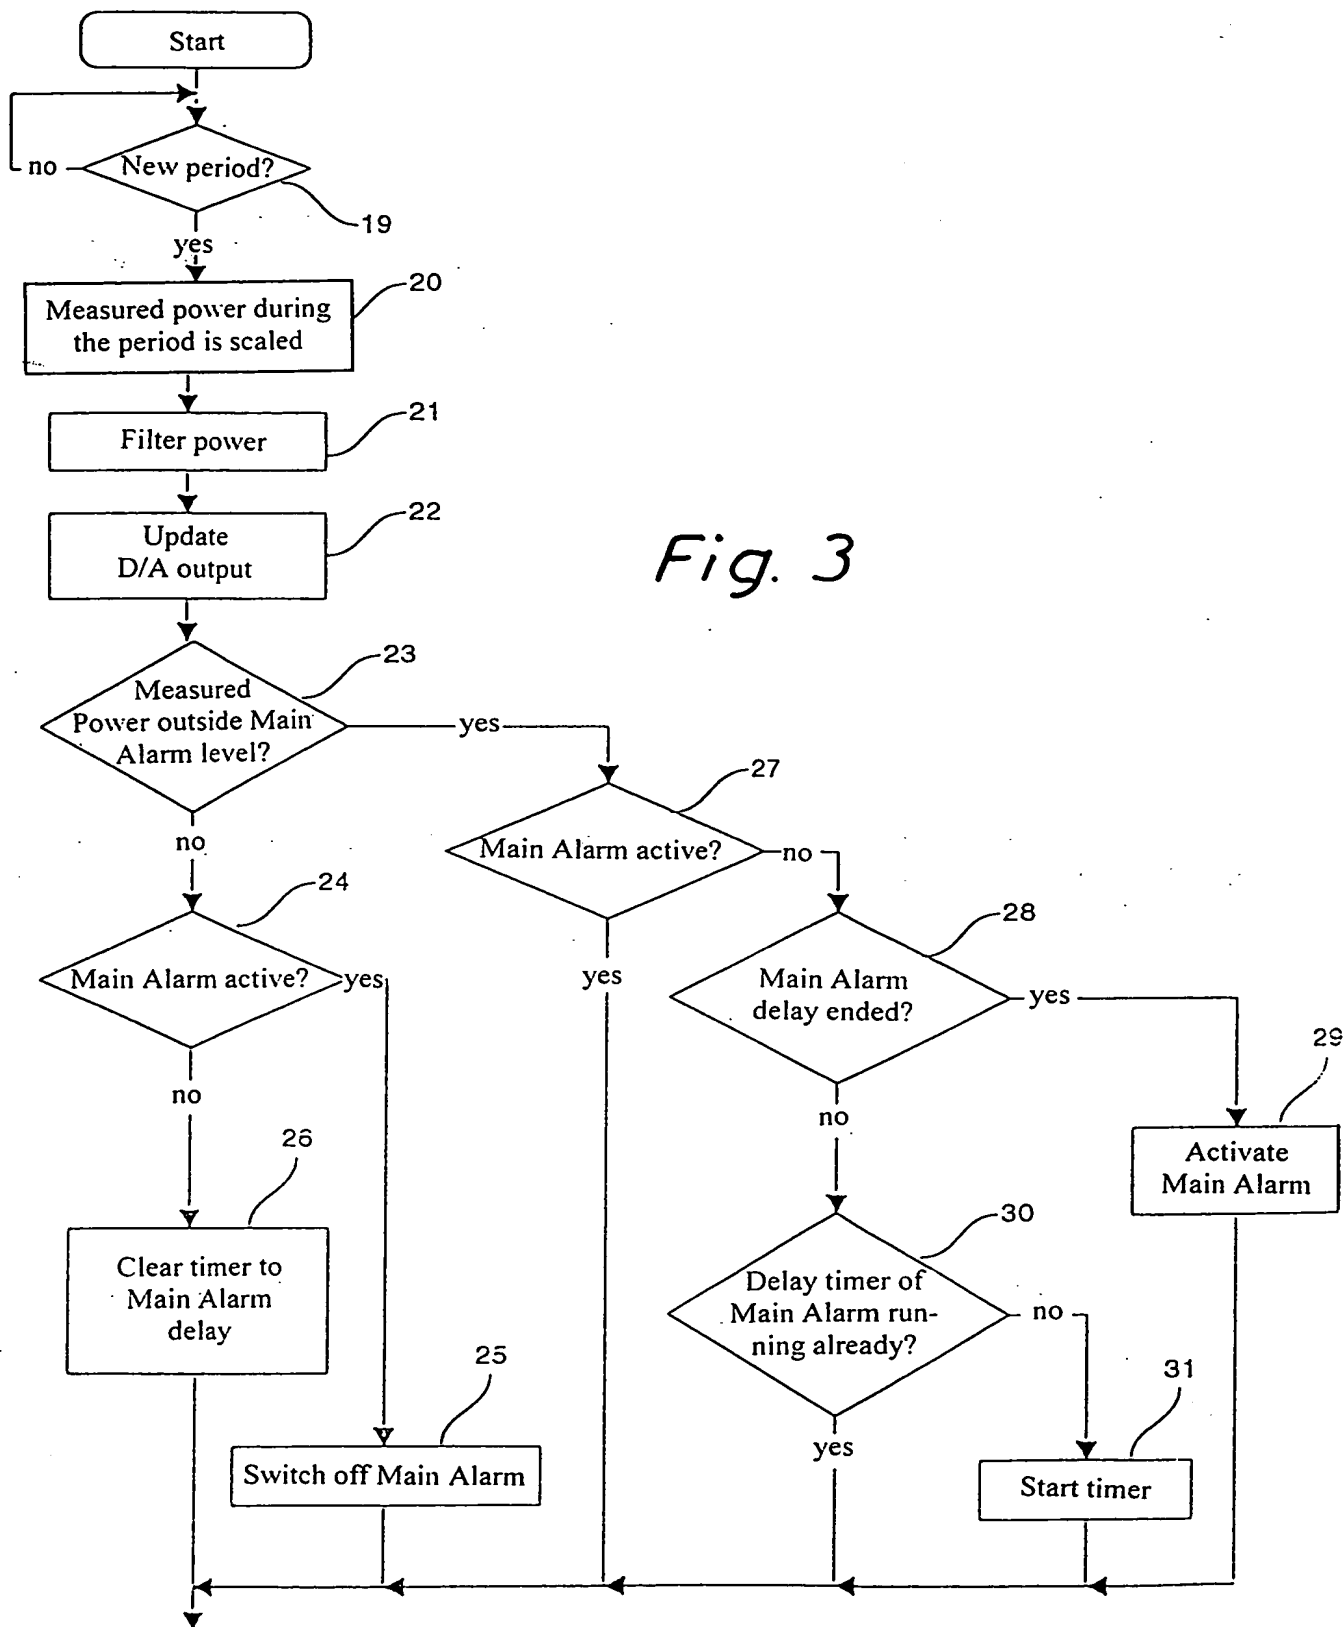 Start
New period?
no
19
yes
20
Measured power during
the period is scaled
21
Filter power
22
Update
D/A output
Fig. 3
23
Measured
Power outside Main
Alarm level?
yes
27
no
Main Alarm active?
no
24
28
Main Alarm active?
yes
yes
Main Alarm
delay ended?
yes
29
no
no
Activate
Main Alarm
26
30
Clear timer to
Main Alarm
delay
Delay timer of
Main Alarm run-
ning already?
no
25
31
yes
Switch off Main Alarm
Start timer